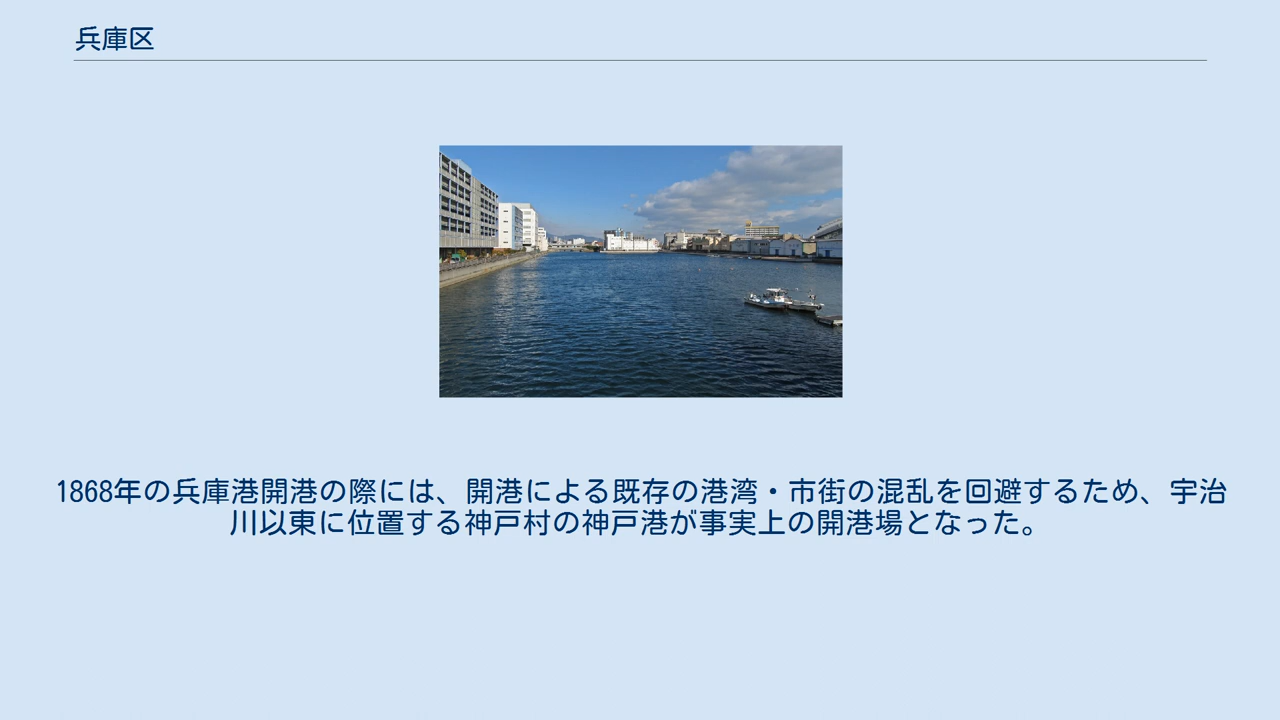 兵庫区
1868年の兵庫港開港の際には、開港による既存の港湾・市街の混乱を回避するため、宇治
川以東に位置する神戸村の神戸港が事実上の開港場となった。